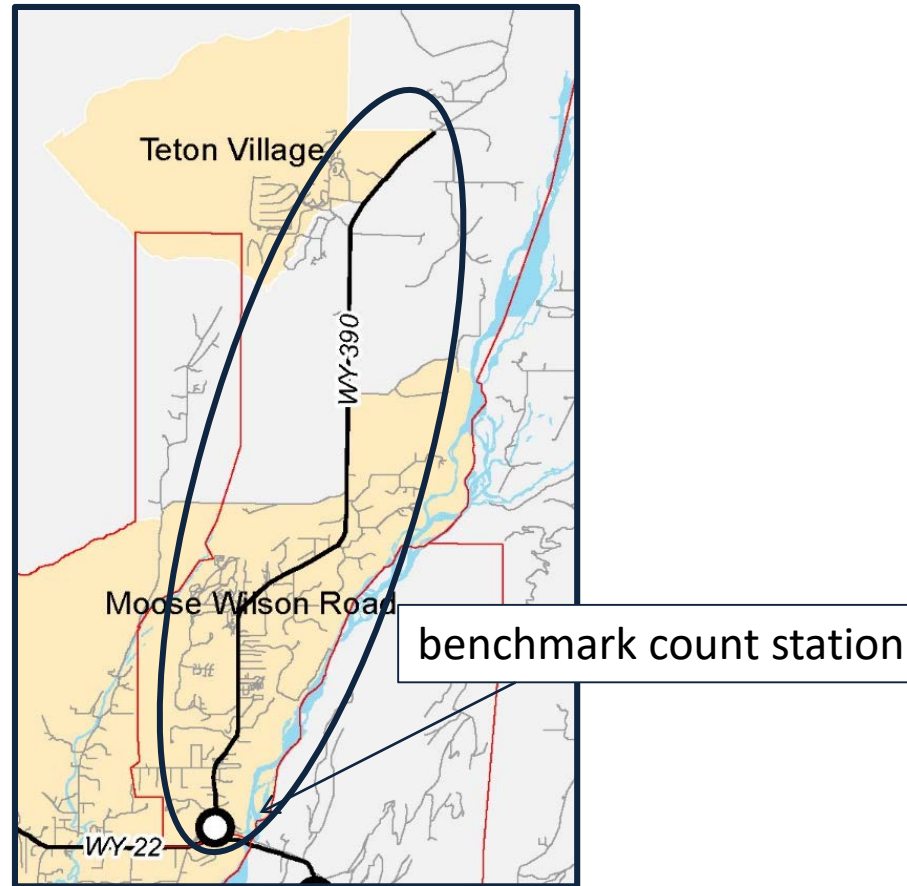 Teton Village
WY-390
Moose Wilson Road
benchmark count station
WY-22